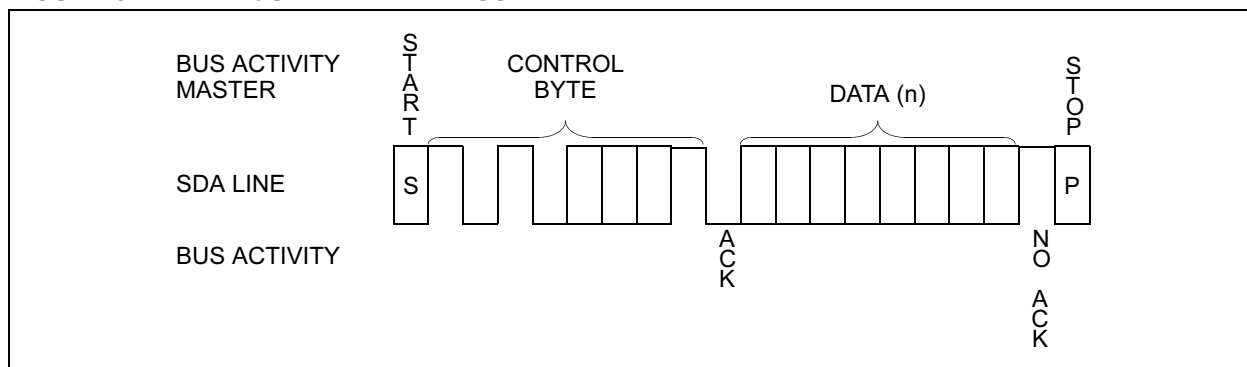 BUS ACTIVITY
MASTER
START
CONTROL
BYTE
DATA (n)
STOP
SDA LINE
S
P
BUS ACTIVITY
ACK
NO ACK